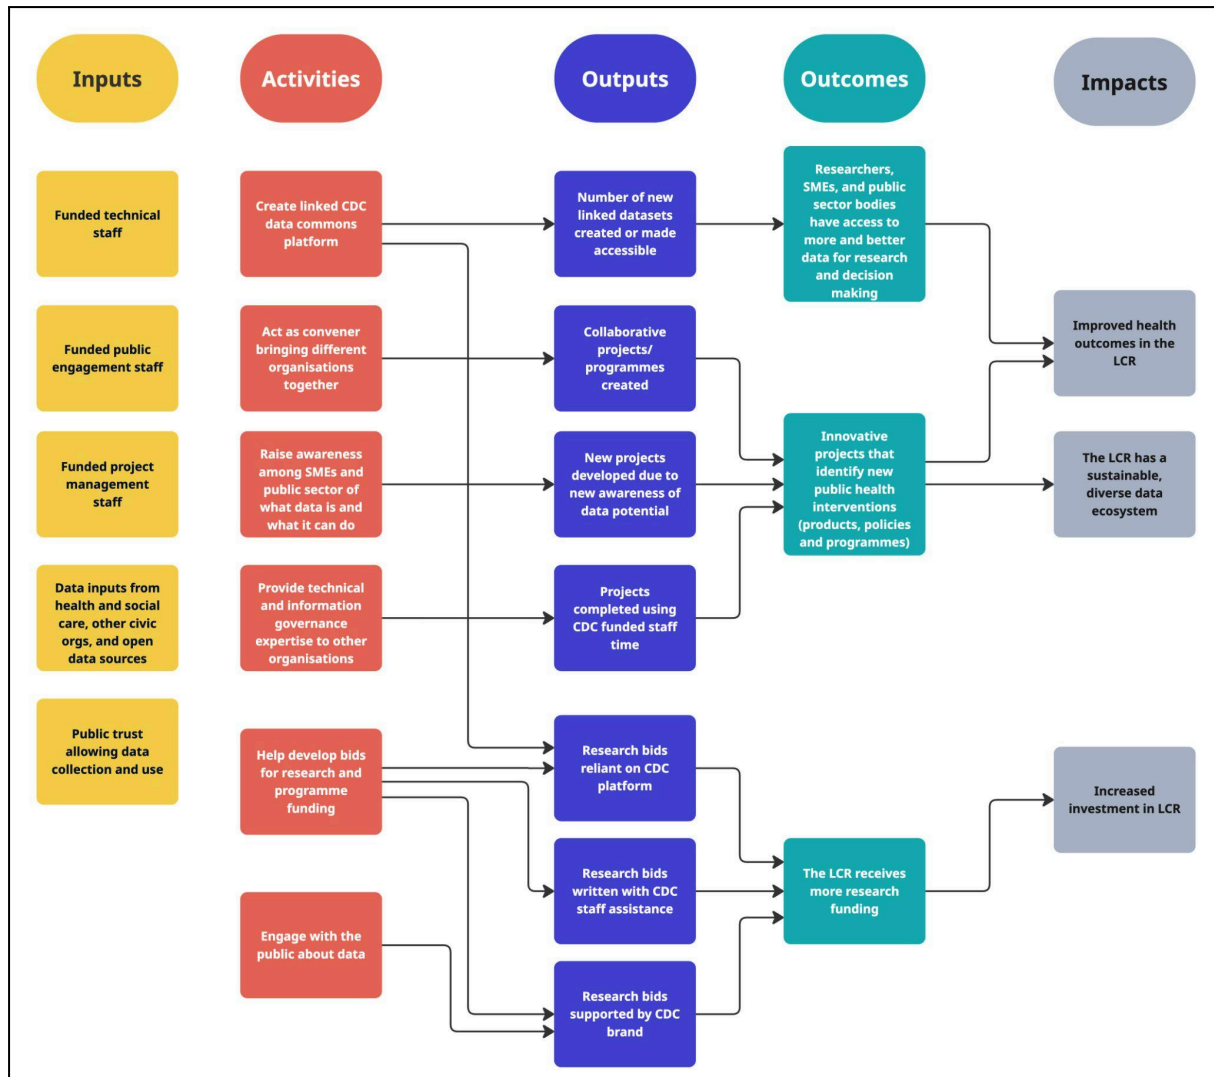 Inputs
Activities
Outputs
Outcomes
Impacts
Funded technical
staff
Funded public
engagement staff
Funded project
management
staff
Data inputs from
health and social
care, other civic
orgs, and open
data sources
Public trust
allowing data
collection and use
Create linked CDC
data commons
platform
Act as convener
bringing different
organisations
together
Raise awareness
among SMEs and
public sector of
what data is and
what it can do
Provide technical
and information
governance
expertise to other
organisations
Help develop bids
for research and
programme
funding
Engage with the
public about data
Number of new
linked datasets
created or made
accessible
Collaborative
projects/
programmes
created
New projects
developed due to
new awareness of
data potential
Projects
completed using
CDC funded staff
time
Research bids
reliant on CDC
platform
Research bids
written with CDC
staff assistance
Research bids
supported by CDC
brand
Researchers,
SMEs, and public
sector bodies
have access to
more and better
data for research
and decision
making
Innovative
projects that
identify new
public health
interventions
(products, policies
and programmes)
The LCR receives
more research
funding
Improved health
outcomes in the
LCR
The LCR has a
sustainable,
diverse data
ecosystem
Increased
investment in LCR